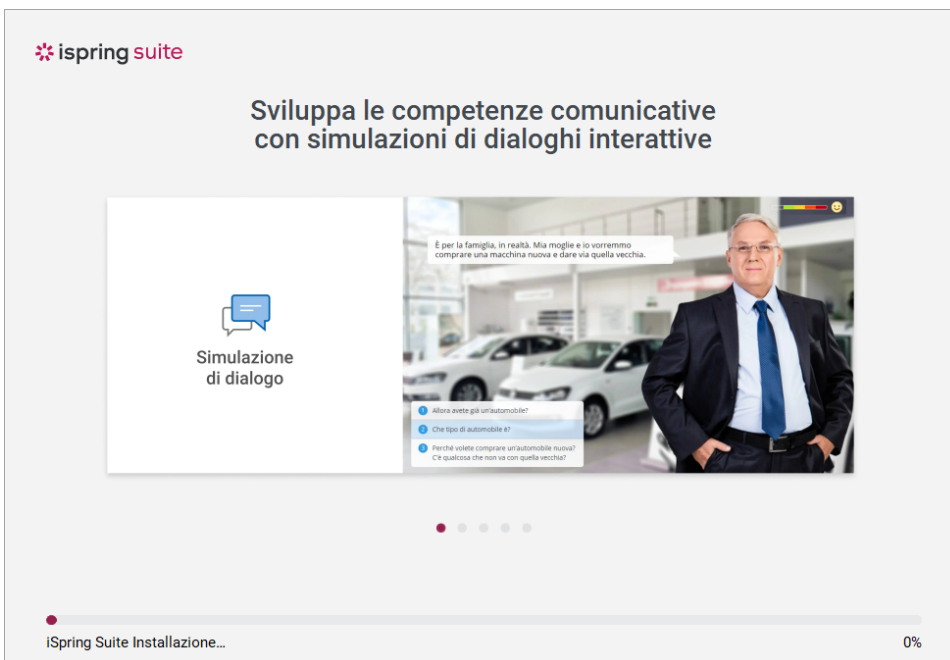 ispring suite
Sviluppa le competenze comunicative
con simulazioni di dialoghi interattive
È per la famiglia, in realtà. Mia moglie e io vorremmo
comprare una macchina nuova e dare via quella vecchia.
Simulazione
di dialogo
1 Allora avete già un'automobile?
2 Che tipo di automobile è?
3 Perché volete comprare un'automobile nuova?
C'è qualcosa che non va con quella vecchia?
iSpring Suite Installazione...
0%